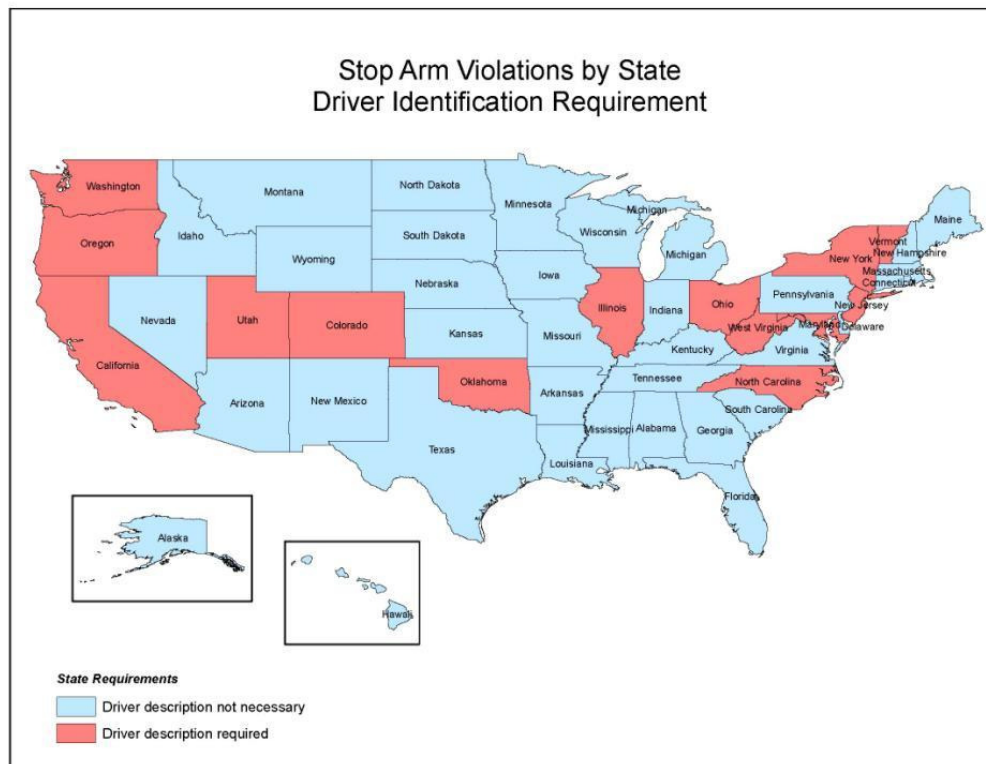 Stop Arm Violations by State
Driver Identification Requirement
Washington
Montana
North Dakota
Minnesota
Michigan
Maine
Oregon
Idaho
South Dakota
Wisconsin
Michigan
Vermont
New Hampshire
New York
Wyoming
Massachusetts
Connecticut
Iowa
Nebraska
Pennsylvania
New Jersey
Nevada
Utah
Colorado
Illinois
Indiana
Ohio
West Virginia
Maryland
Delaware
Kansas
Missouri
Kentucky
Virginia
California
Oklahoma
Tennessee
North Carolina
Arizona
New Mexico
Arkansas
South Carolina
Mississippi
Alabama
Georgia
Texas
Louisiana
Florida
Alaska
Hawaii
State Requirements
Driver description not necessary
Driver description required